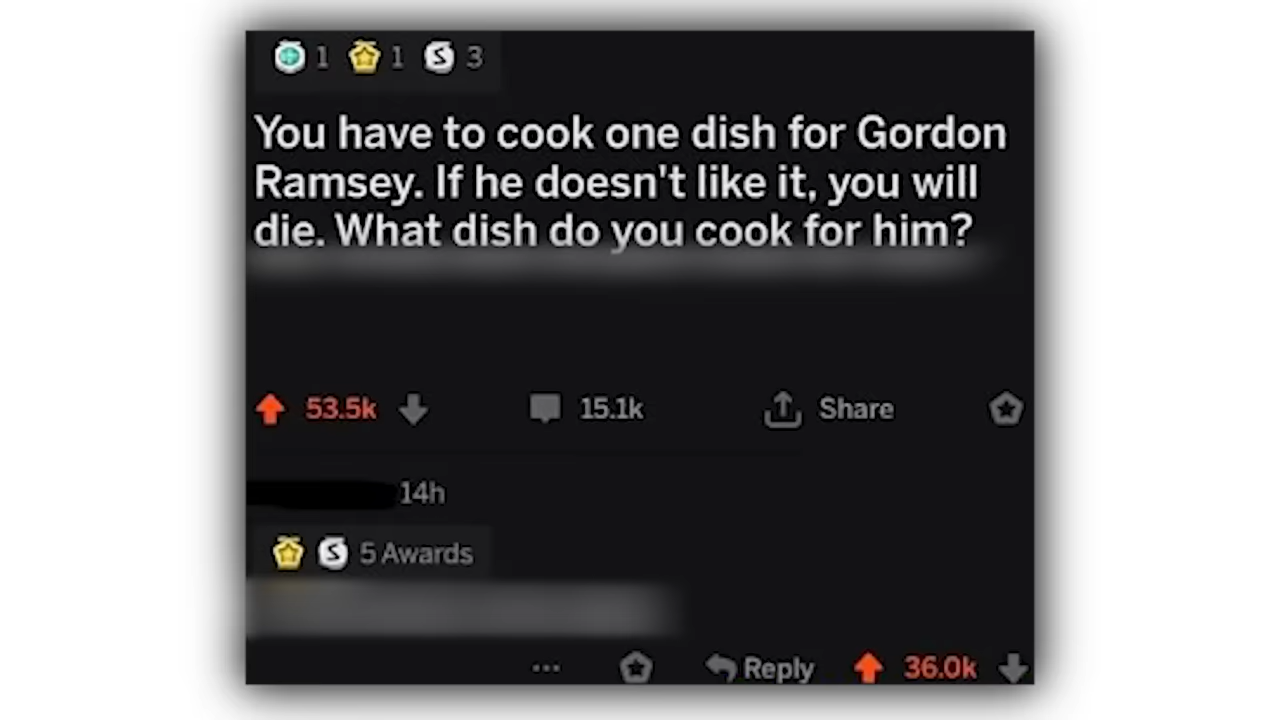 1 1 3
You have to cook one dish for Gordon
Ramsey. If he doesn't like it, you will
die. What dish do you cook for him?
53.5k 15.1k Share
14h
5 Awards
... Reply 36.0k